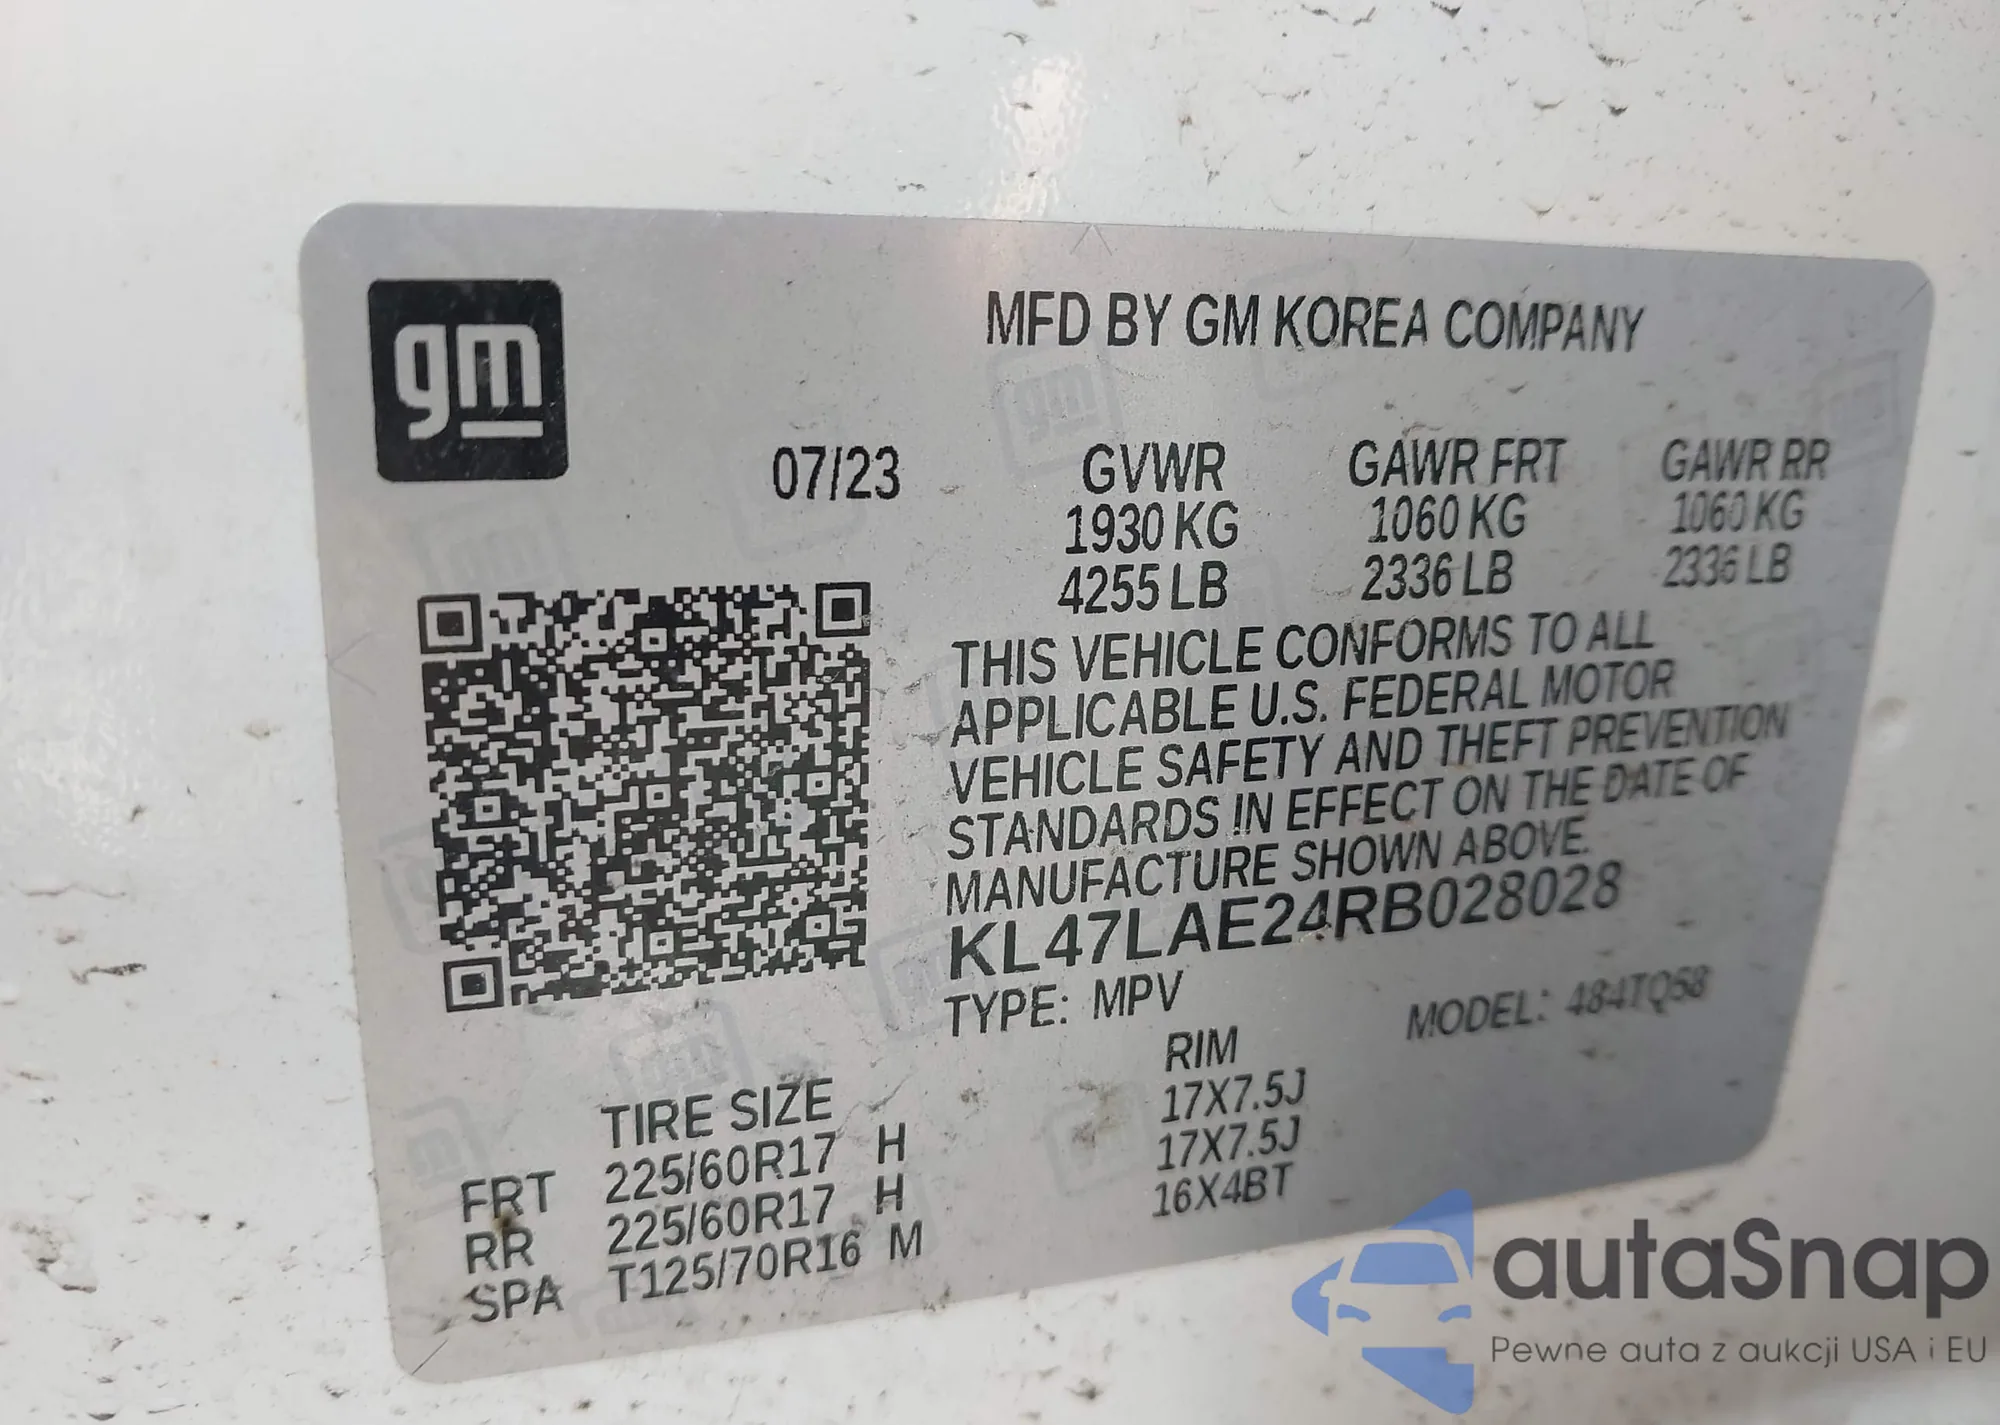 gm
MFD BY GM KOREA COMPANY
07/23
GVWR GAWR FRT GAWR RR
1930 KG 1060 KG 1060 KG
4255 LB 2336 LB 2336 LB
THIS VEHICLE CONFORMS TO ALL
APPLICABLE U.S. FEDERAL MOTOR
VEHICLE SAFETY AND THEFT PREVENTION
STANDARDS IN EFFECT ON THE DATE OF
MANUFACTURE SHOWN ABOVE.
KL47LAE24RB028028
TYPE: MPV MODEL: 484TQ58
TIRE SIZE RIM
FRT 225/60R17 H 17X7.5J
RR 225/60R17 H 17X7.5J
SPA T125/70R16 M 16X4BT
autaSnap
Pewne auta z aukcji USA i EU